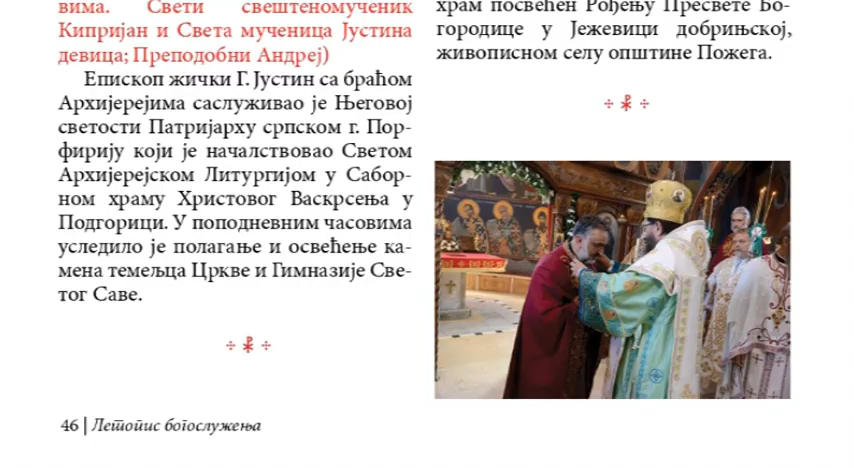 вима. Свети свештеномученик
Кипријан и Света мученица Јустина
девица; Преподобни Андреј)
Епископ жички Г. Јустин са браћом
Архијерејима саслуживао је Његовој
светости Патријарху српском г. Пор-
фирију који је началствовао Светом
Архијерејском Литургијом у Сабор-
ном храму Христовог Васкрсења у
Подгорици. У поподневним часовима
уследило је полагање и освећење ка-
мена темељца Цркве и Гимназије Све-
тог Саве.
46 | Летопис богослужења
храм посвећен Рођењу Пресвете Бо-
городице у Јежевици добрињској,
живописном селу општине Пожега.